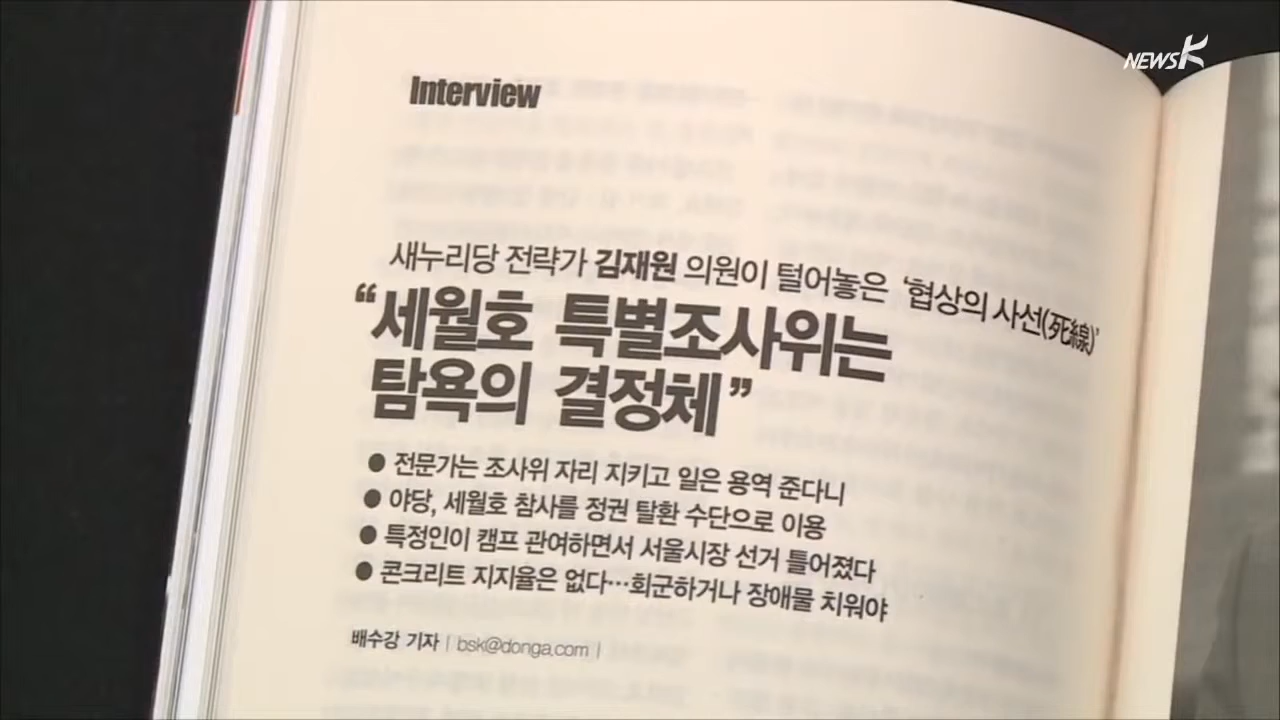 NEWSK
Interview
새누리당 전략가 김재원 의원이 털어놓은 ‘협상의 사선(死線)’
“세월호 특별조사위는
탐욕의 결정체”
● 전문가는 조사위 자리 지키고 일은 용역 준다니
● 야당, 세월호 참사를 정권 탈환 수단으로 이용
● 특정인이 캠프 관여하면서 서울시장 선거 틀어졌다
● 콘크리트 지지율은 없다…회군하거나 장애물 치워야
배수강 기자 | bsk@donga.com |